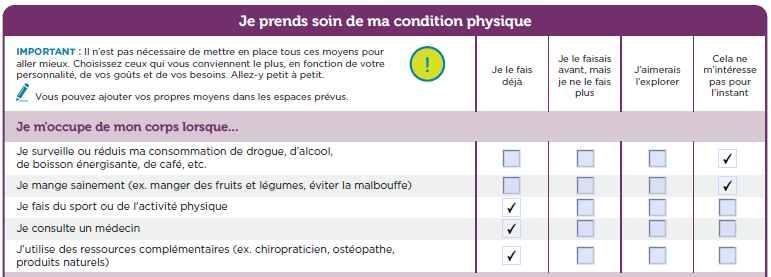 Je prends soin de ma condition physique
IMPORTANT : Il n'est pas nécessaire de mettre en place tous ces moyens pour
aller mieux. Choisissez ceux qui vous conviennent le plus, en fonction de votre
personnalité, de vos goûts et de vos besoins. Allez-y petit à petit.
!
Vous pouvez ajouter vos propres moyens dans les espaces prévus.
Je le fais
déjà
Je le faisais
avant, mais
je ne le fais
plus
J'aimerais
l'explorer
Cela ne
m'intéresse
pas pour
l'instant
Je m'occupe de mon corps lorsque...
Je surveille ou réduis ma consommation de drogue, d'alcool,
de boisson énergisante, de café, etc.
✓
Je mange sainement (ex. manger des fruits et légumes, éviter la malbouffe)
✓
Je fais du sport ou de l'activité physique
✓
Je consulte un médecin
✓
J'utilise des ressources complémentaires (ex. chiropraticien, ostéopathe,
produits naturels)
✓